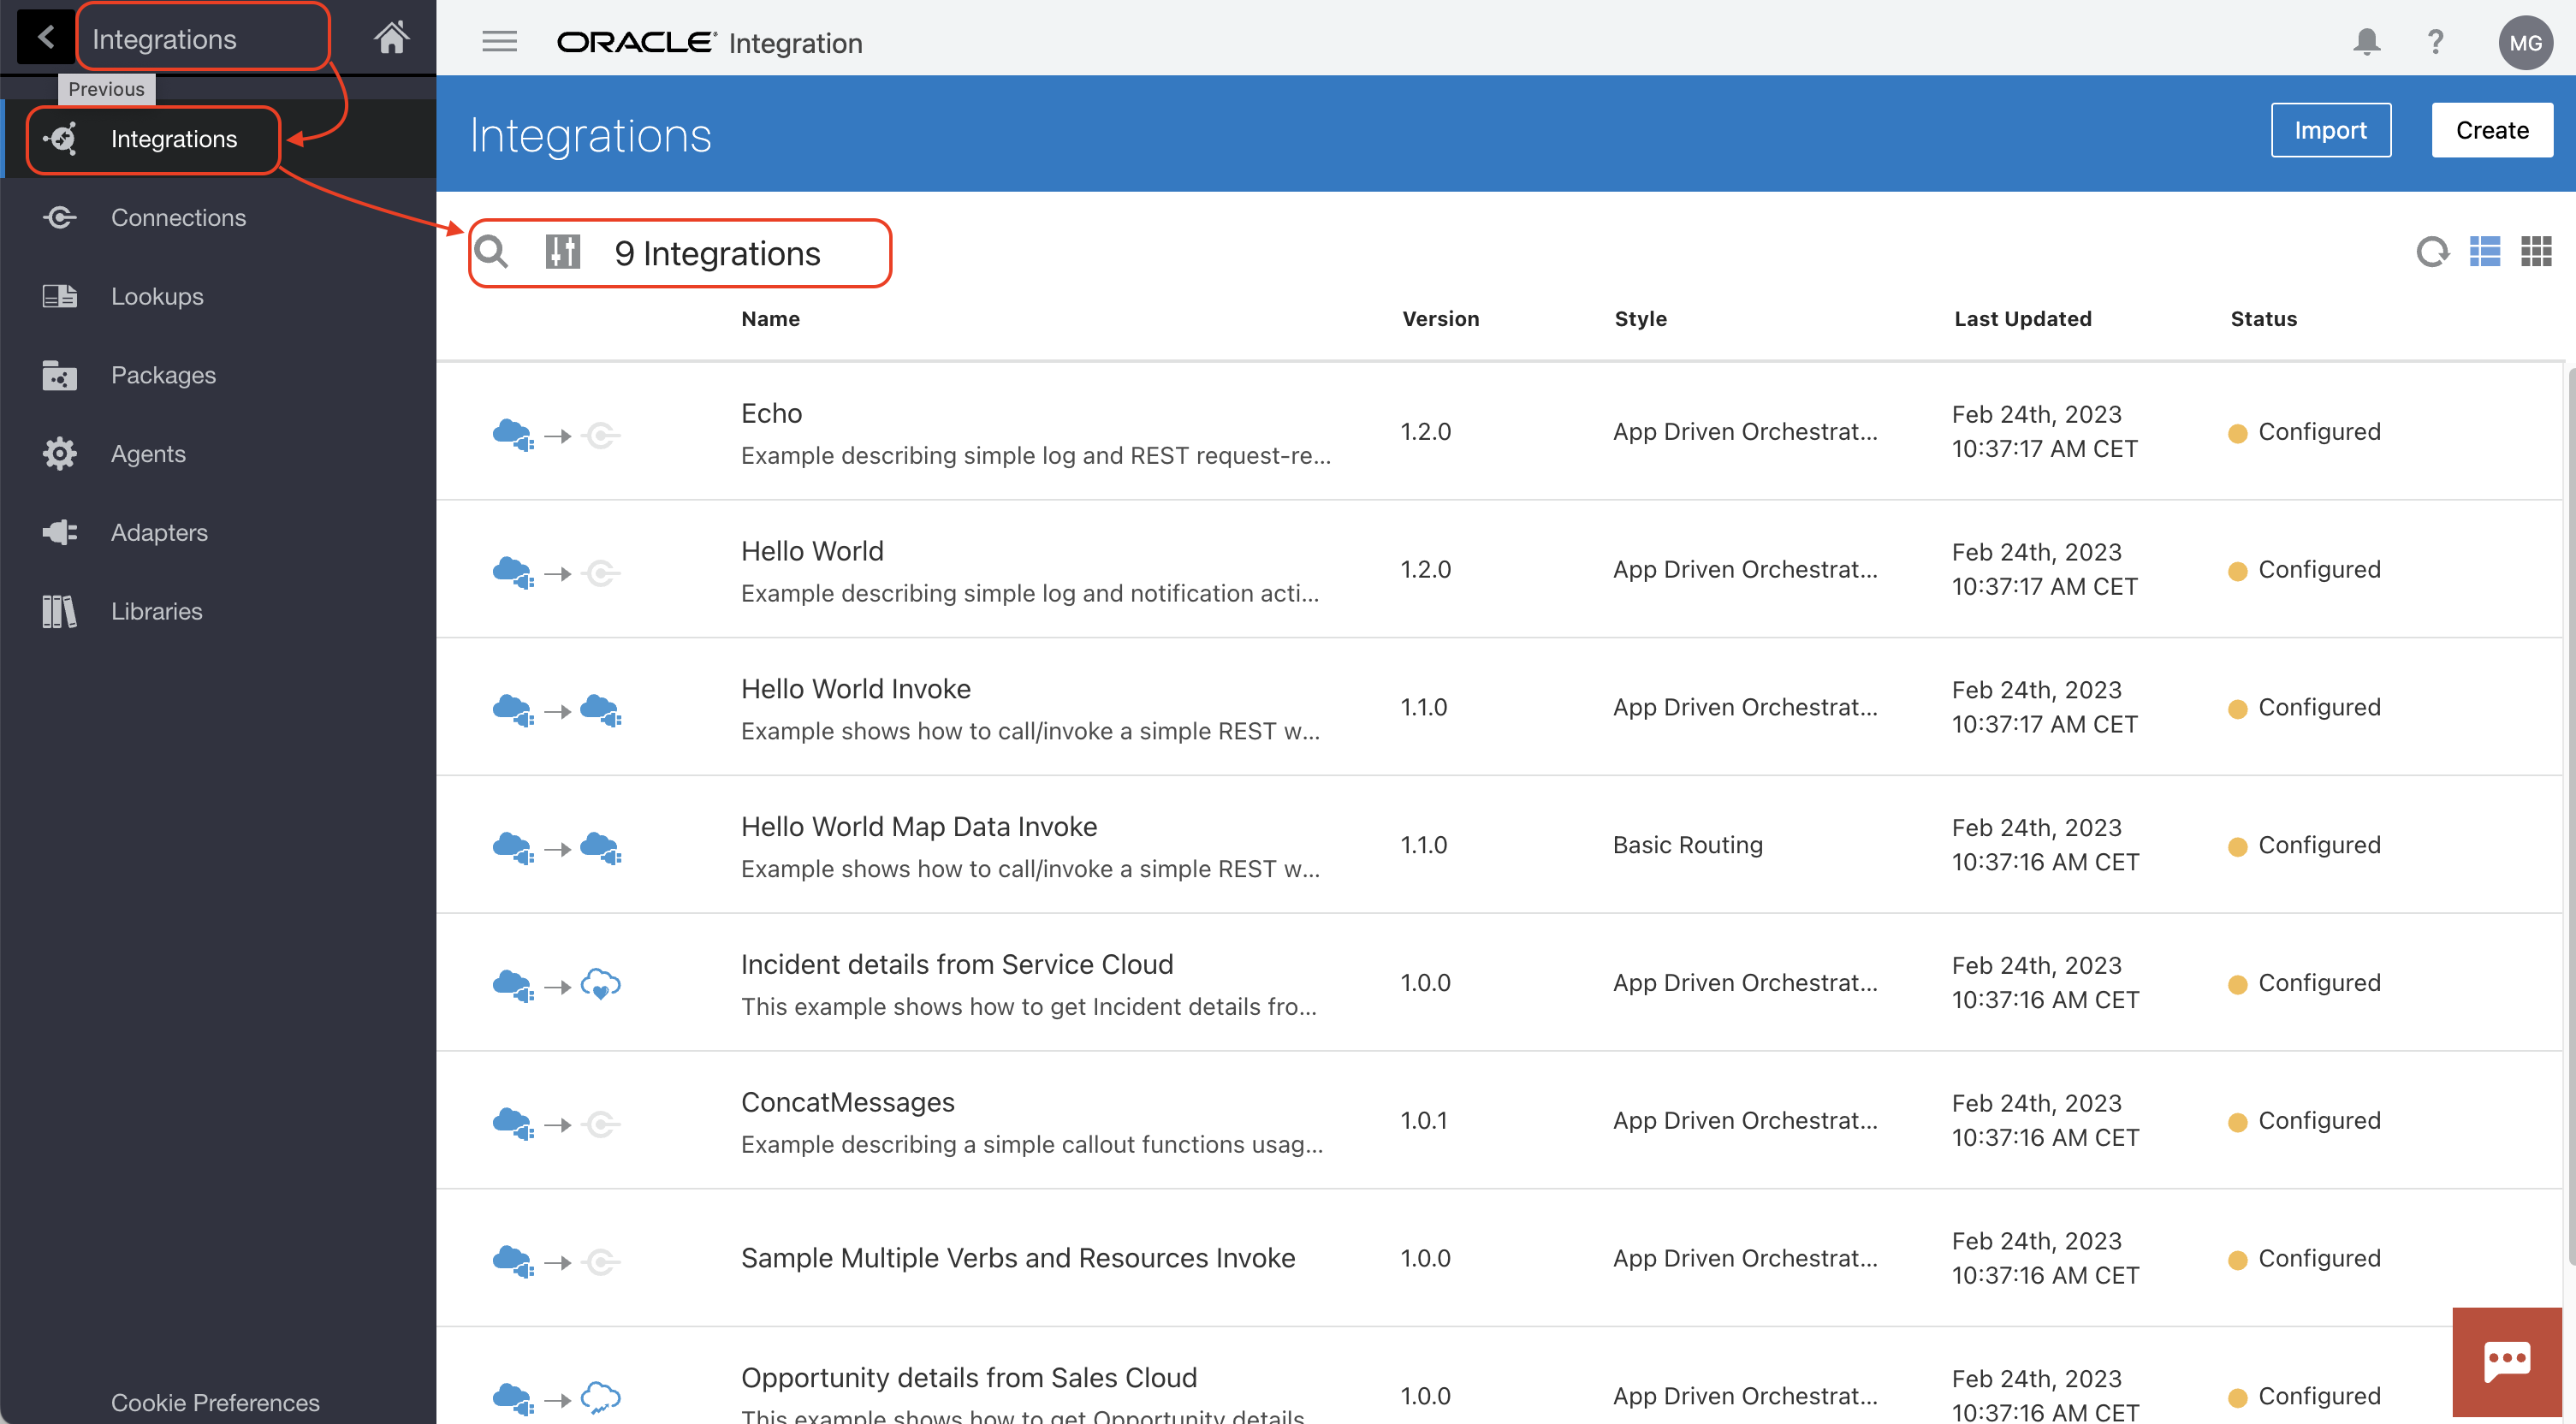 Integrations
Previous
Integrations
Connections
Lookups
Packages
Agents
Adapters
Libraries
Cookie Preferences
ORACLE Integration
? MG
Integrations
Import Create
9 Integrations
Name Version Style Last Updated Status
Echo
Example describing simple log and REST request-re...
1.2.0
App Driven Orchestrat...
Feb 24th, 2023
10:37:17 AM CET
Configured
Hello World
Example describing simple log and notification acti...
1.2.0
App Driven Orchestrat...
Feb 24th, 2023
10:37:17 AM CET
Configured
Hello World Invoke
Example shows how to call/invoke a simple REST w...
1.1.0
App Driven Orchestrat...
Feb 24th, 2023
10:37:17 AM CET
Configured
Hello World Map Data Invoke
Example shows how to call/invoke a simple REST w...
1.1.0
Basic Routing
Feb 24th, 2023
10:37:16 AM CET
Configured
Incident details from Service Cloud
This example shows how to get Incident details fro...
1.0.0
App Driven Orchestrat...
Feb 24th, 2023
10:37:16 AM CET
Configured
ConcatMessages
Example describing a simple callout functions usag...
1.0.1
App Driven Orchestrat...
Feb 24th, 2023
10:37:16 AM CET
Configured
Sample Multiple Verbs and Resources Invoke
1.0.0
App Driven Orchestrat...
Feb 24th, 2023
10:37:16 AM CET
Configured
Opportunity details from Sales Cloud
This example shows how to get Opportunity details
1.0.0
App Driven Orchestrat...
Feb 24th, 2023
10:37:16 AM CET
Configured